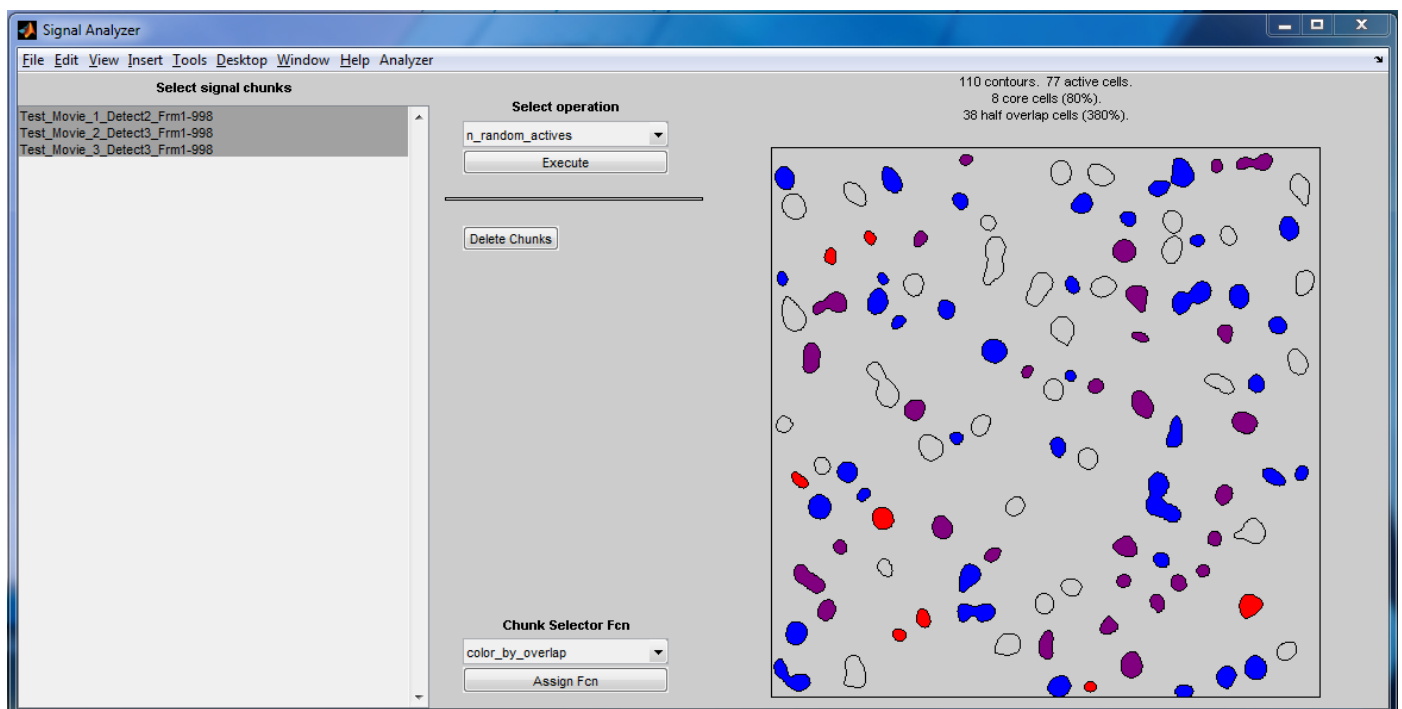 Signal Analyzer
File Edit View Insert Tools Desktop Window Help Analyzer
Select signal chunks
Test_Movie_1_Detect2_Frm1-998
Test_Movie_2_Detect3_Frm1-998
Test_Movie_3_Detect3_Frm1-998
Select operation
n_random_actives
Execute
Delete Chunks
Chunk Selector Fcn
color_by_overlap
Assign Fcn
110 contours. 77 active cells.
8 core cells (80%).
38 half overlap cells (380%).